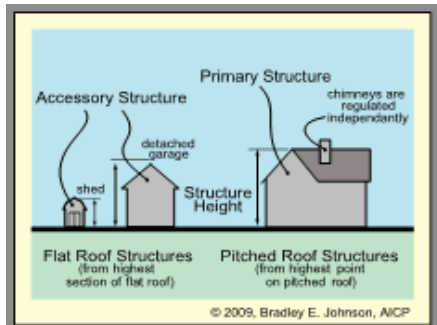 Primary Structure
chimneys are
regulated
independantly
Accessory Structure
detached
garage
shed
Structure
Height
Flat Roof Structures
(from highest
section of flat roof)
Pitched Roof Structures
(from highest point
on pitched roof)
© 2009, Bradley E. Johnson, AICP